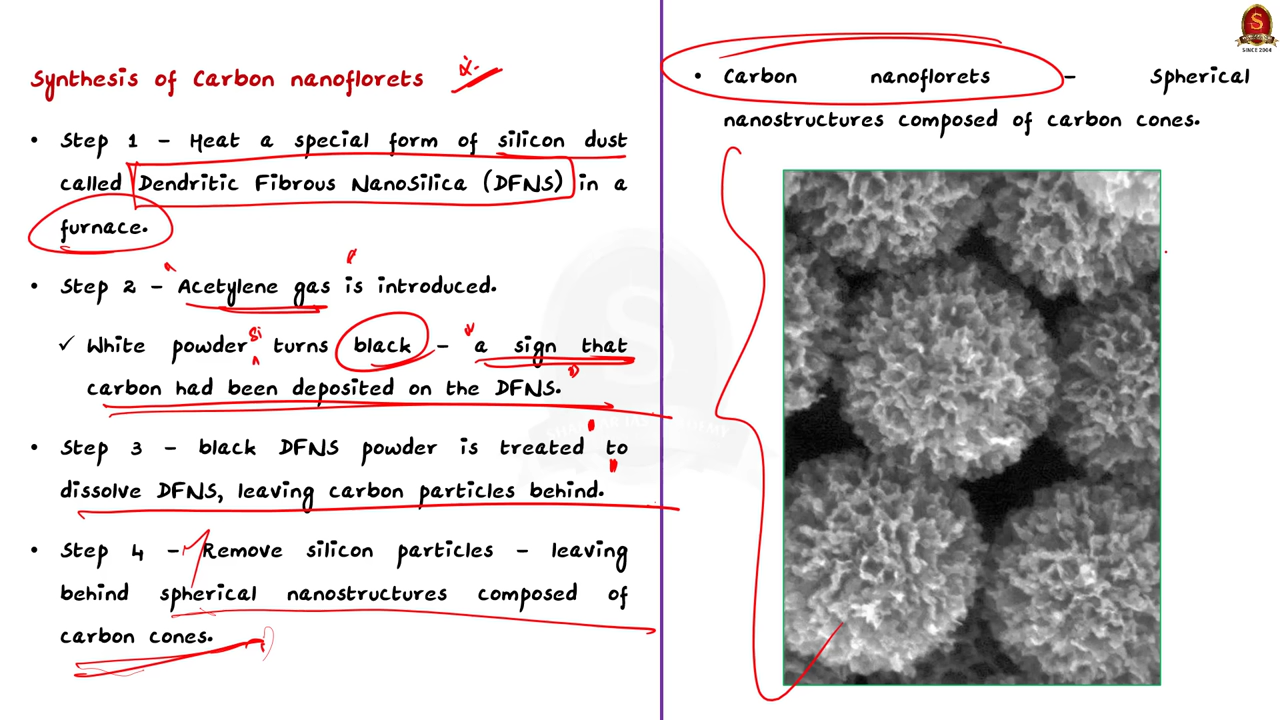 Synthesis of Carbon nanoflorets
• Step 1 – Heat a special form of silicon dust
called Dendritic Fibrous NanoSilica (DFNS) in a
furnace.
• Step 2 – Acetylene gas is introduced.
✓ White powder turns black – a sign that
Si
carbon had been deposited on the DFNS.
• Step 3 – black DFNS powder is treated to
dissolve DFNS, leaving carbon particles behind.
• Step 4 – Remove silicon particles – leaving
behind spherical nanostructures composed of
carbon cones.
• Carbon nanoflorets – Spherical
nanostructures composed of carbon cones.
S
SINCE 2004